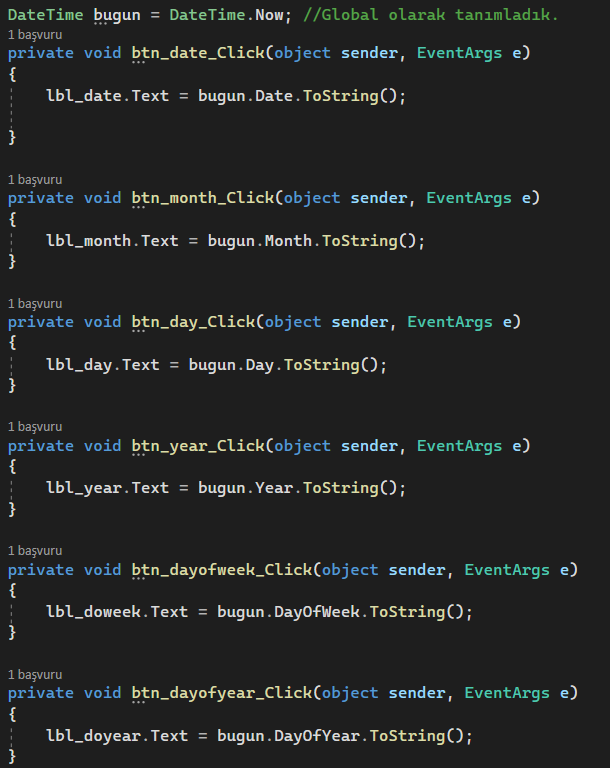 DateTime bugun = DateTime.Now; //Global olarak tanımladık.
1 başvuru
private void btn_date_Click(object sender, EventArgs e)
{
    lbl_date.Text = bugun.Date.ToString();
}
1 başvuru
private void btn_month_Click(object sender, EventArgs e)
{
    lbl_month.Text = bugun.Month.ToString();
}
1 başvuru
private void btn_day_Click(object sender, EventArgs e)
{
    lbl_day.Text = bugun.Day.ToString();
}
1 başvuru
private void btn_year_Click(object sender, EventArgs e)
{
    lbl_year.Text = bugun.Year.ToString();
}
1 başvuru
private void btn_dayofweek_Click(object sender, EventArgs e)
{
    lbl_doweek.Text = bugun.DayOfWeek.ToString();
}
1 başvuru
private void btn_dayofyear_Click(object sender, EventArgs e)
{
    lbl_doyear.Text = bugun.DayOfYear.ToString();
}